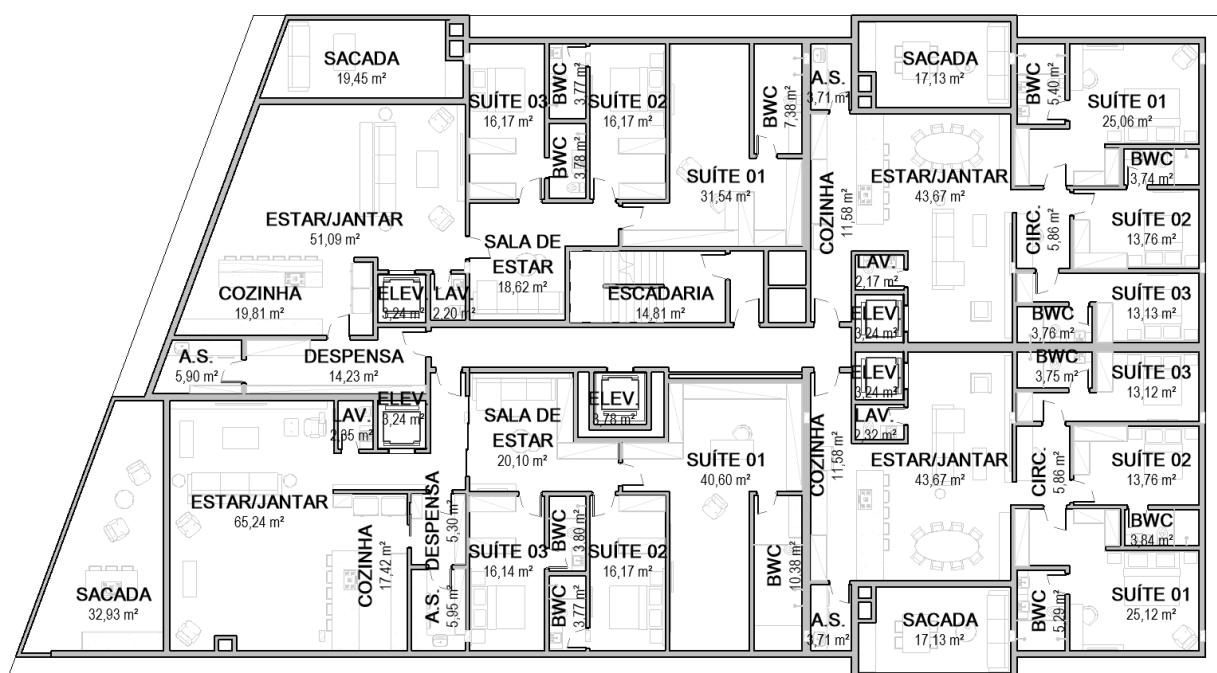 SACADA
19,45 m²
SUÍTE 03
16,17 m²
BWC
3,77 m²
SUÍTE 02
16,17 m²
BWC
3,78 m²
BWC
7,38 m²
SUÍTE 01
31,54 m²
A.S.
3,71 m²
SACADA
17,13 m²
BWC
5,40 m²
SUÍTE 01
25,06 m²
BWC
3,74 m²
ESTAR/JANTAR
51,09 m²
SALA DE
ESTAR
18,62 m²
COZINHA
11,58 m²
ESTAR/JANTAR
43,67 m²
CIRC.
5,86 m²
SUÍTE 02
13,76 m²
COZINHA
19,81 m²
ELEV.
3,24 m²
LAV.
2,20 m²
ESCADARIA
14,81 m²
LAV.
2,17 m²
ELEV.
3,24 m²
SUÍTE 03
13,13 m²
BWC
3,76 m²
A.S.
5,90 m²
DESPENSA
14,23 m²
BWC
3,75 m²
SUÍTE 03
13,12 m²
ELEV.
3,24 m²
LAV.
2,35 m²
ELEV.
3,24 m²
SALA DE
ESTAR
20,10 m²
ELEV.
3,78 m²
LAV.
2,32 m²
ESTAR/JANTAR
65,24 m²
DESPENSA
5,30 m²
SUÍTE 01
40,60 m²
COZINHA
11,58 m²
ESTAR/JANTAR
43,67 m²
CIRC.
5,86 m²
SUÍTE 02
13,76 m²
BWC
3,84 m²
COZINHA
17,42 m²
SUÍTE 03
16,14 m²
BWC
3,80 m²
SUÍTE 02
16,17 m²
BWC
10,38 m²
SACADA
32,93 m²
A.S.
5,95 m²
BWC
3,77 m²
A.S.
3,71 m²
SACADA
17,13 m²
BWC
5,29 m²
SUÍTE 01
25,12 m²